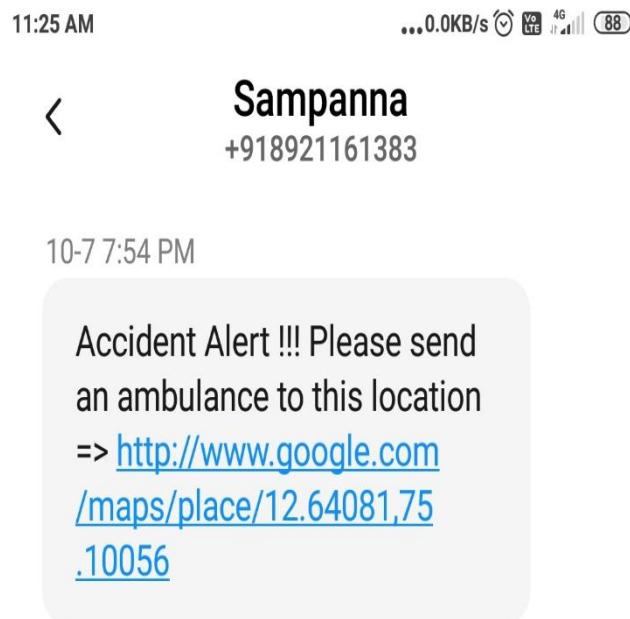 11:25 AM ...0.0KB/s Vo LTE 4G 88
Sampanna
+918921161383
10-7 7:54 PM
Accident Alert !!! Please send
an ambulance to this location
=> http://www.google.com
/maps/place/12.64081,75
.10056